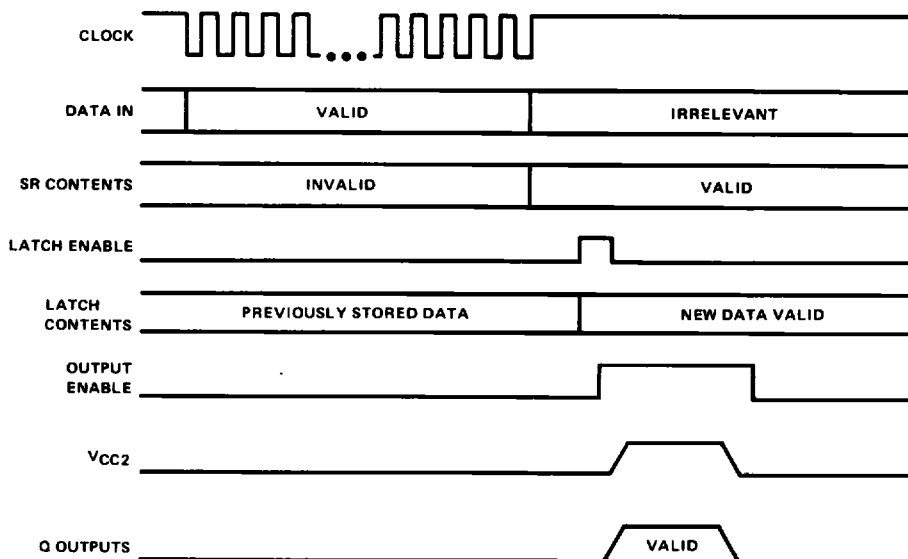 CLOCK
DATA IN
VALID
IRRELEVANT
SR CONTENTS
INVALID
VALID
LATCH ENABLE
LATCH
CONTENTS
PREVIOUSLY STORED DATA
NEW DATA VALID
OUTPUT
ENABLE
VCC2
Q OUTPUTS
VALID